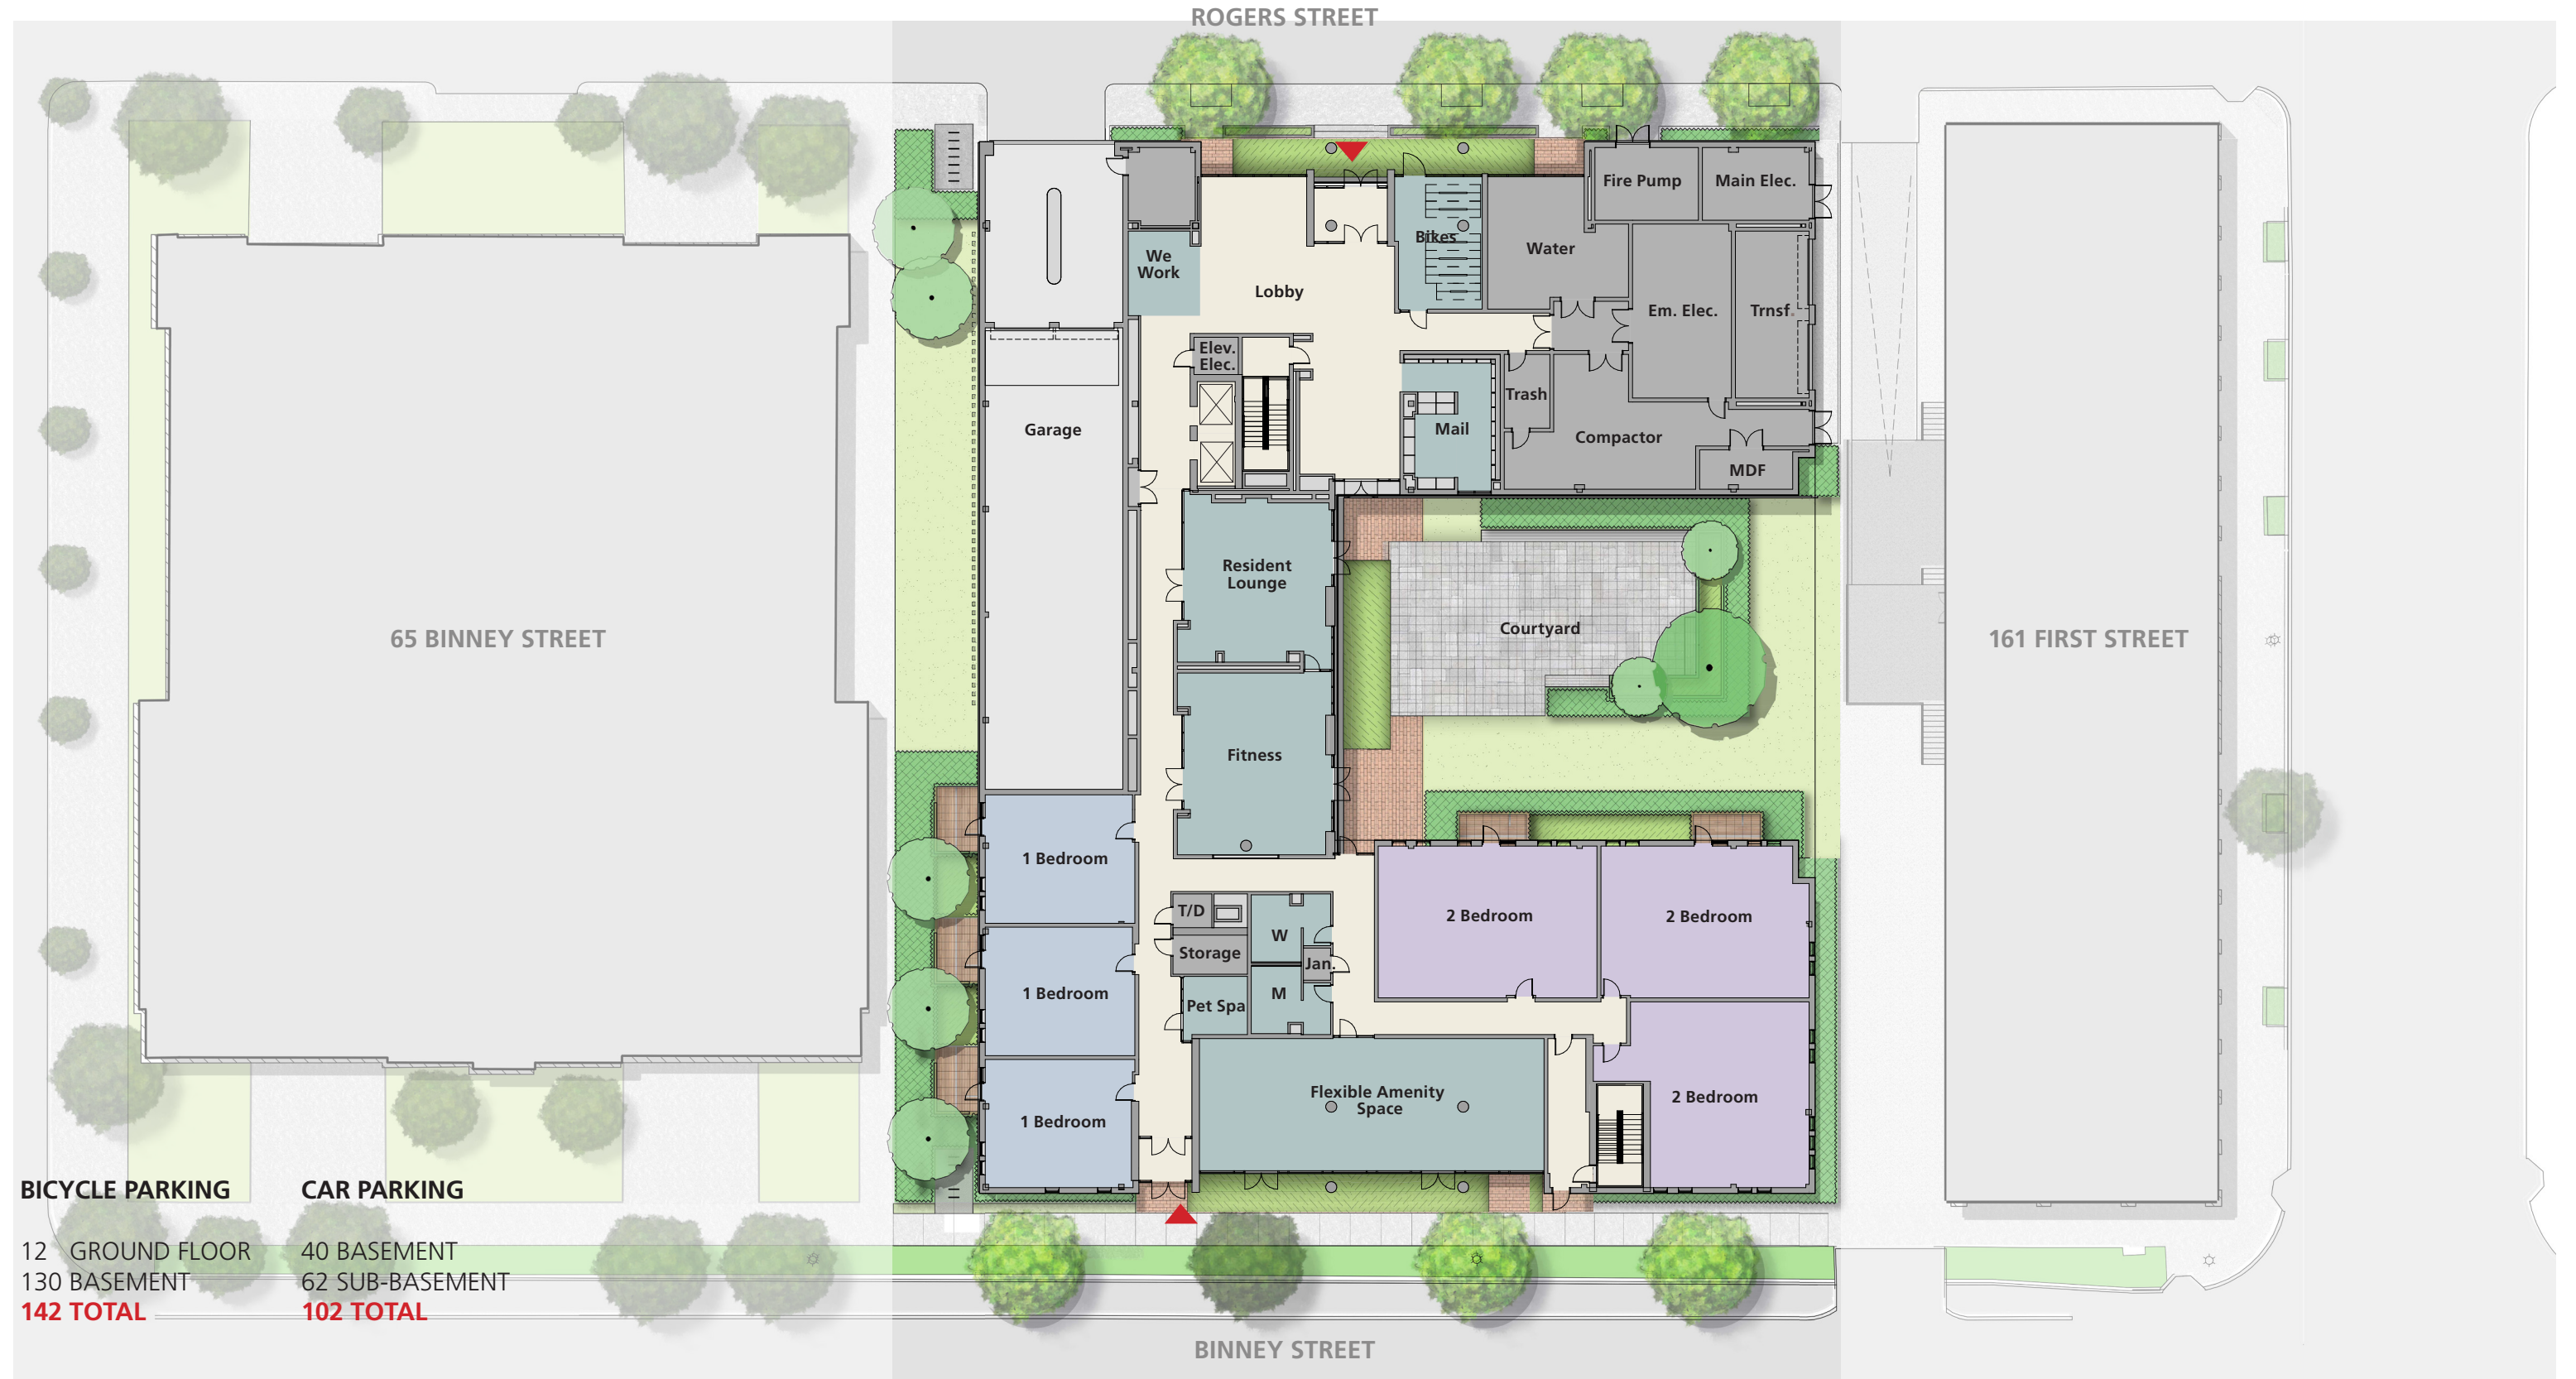 ROGERS STREET
Fire Pump
Main Elec.
We
Work
Lobby
Bikes
Water
Em. Elec.
Trnsf.
Elev.
Elec.
Garage
Trash
Mail
Compactor
MDF
Resident
Lounge
Courtyard
65 BINNEY STREET
161 FIRST STREET
Fitness
1 Bedroom
T/D
W
2 Bedroom
2 Bedroom
Storage
Jan.
1 Bedroom
Pet Spa
M
Flexible Amenity
Space
2 Bedroom
1 Bedroom
BICYCLE PARKING
12 GROUND FLOOR
130 BASEMENT
142 TOTAL
CAR PARKING
40 BASEMENT
62 SUB-BASEMENT
102 TOTAL
BINNEY STREET